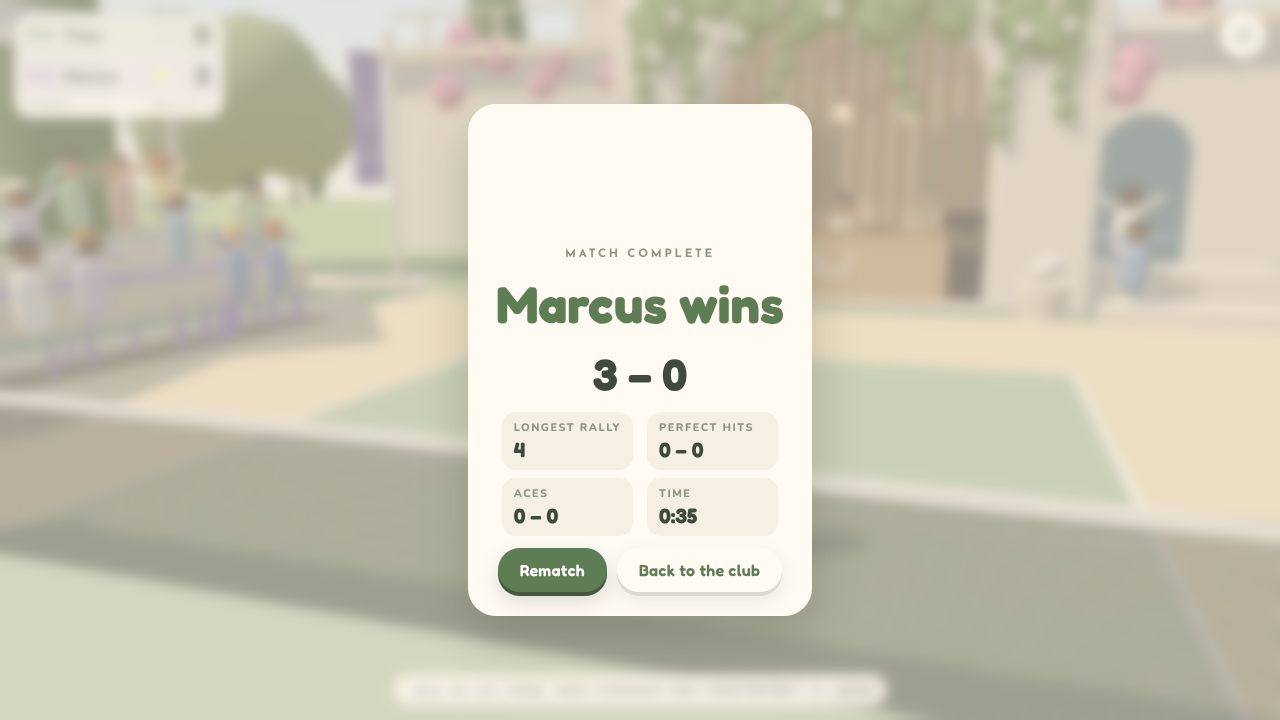 MATCH COMPLETE
Marcus wins
3 – 0
LONGEST RALLY
4
PERFECT HITS
0 – 0
ACES
0 – 0
TIME
0:35
Rematch
Back to the club